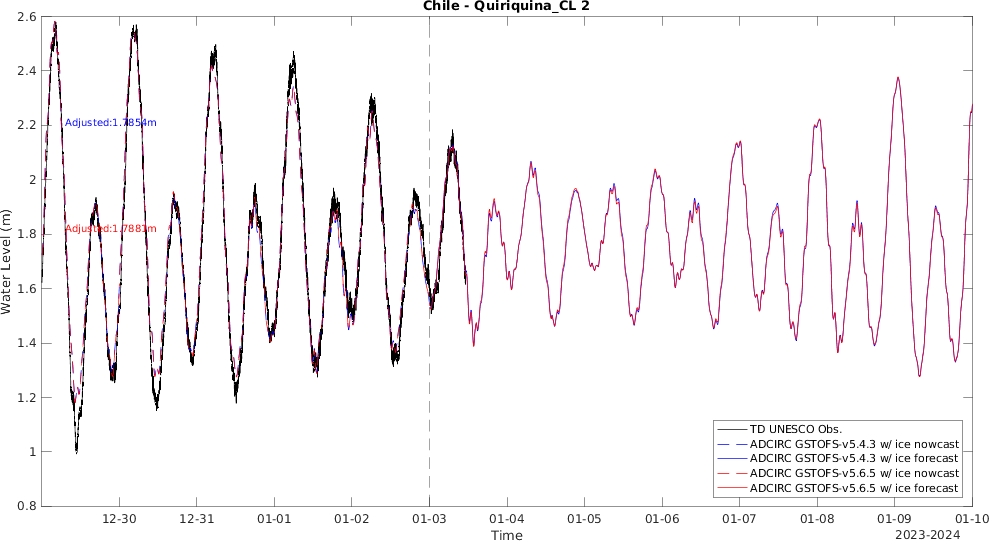 Chile - Quiriquina_CL 2
2.6
2.4
2.2
2
1.8
1.6
1.4
1.2
1
0.8
Water Level (m)
Adjusted:1.7854m
Adjusted:1.7881m
TD UNESCO Obs.
ADCIRC GSTOFS-v5.4.3 w/ ice nowcast
ADCIRC GSTOFS-v5.4.3 w/ ice forecast
ADCIRC GSTOFS-v5.6.5 w/ ice nowcast
ADCIRC GSTOFS-v5.6.5 w/ ice forecast
12-30 12-31 01-01 01-02 01-03 01-04 01-05 01-06 01-07 01-08 01-09 01-10
Time
2023-2024